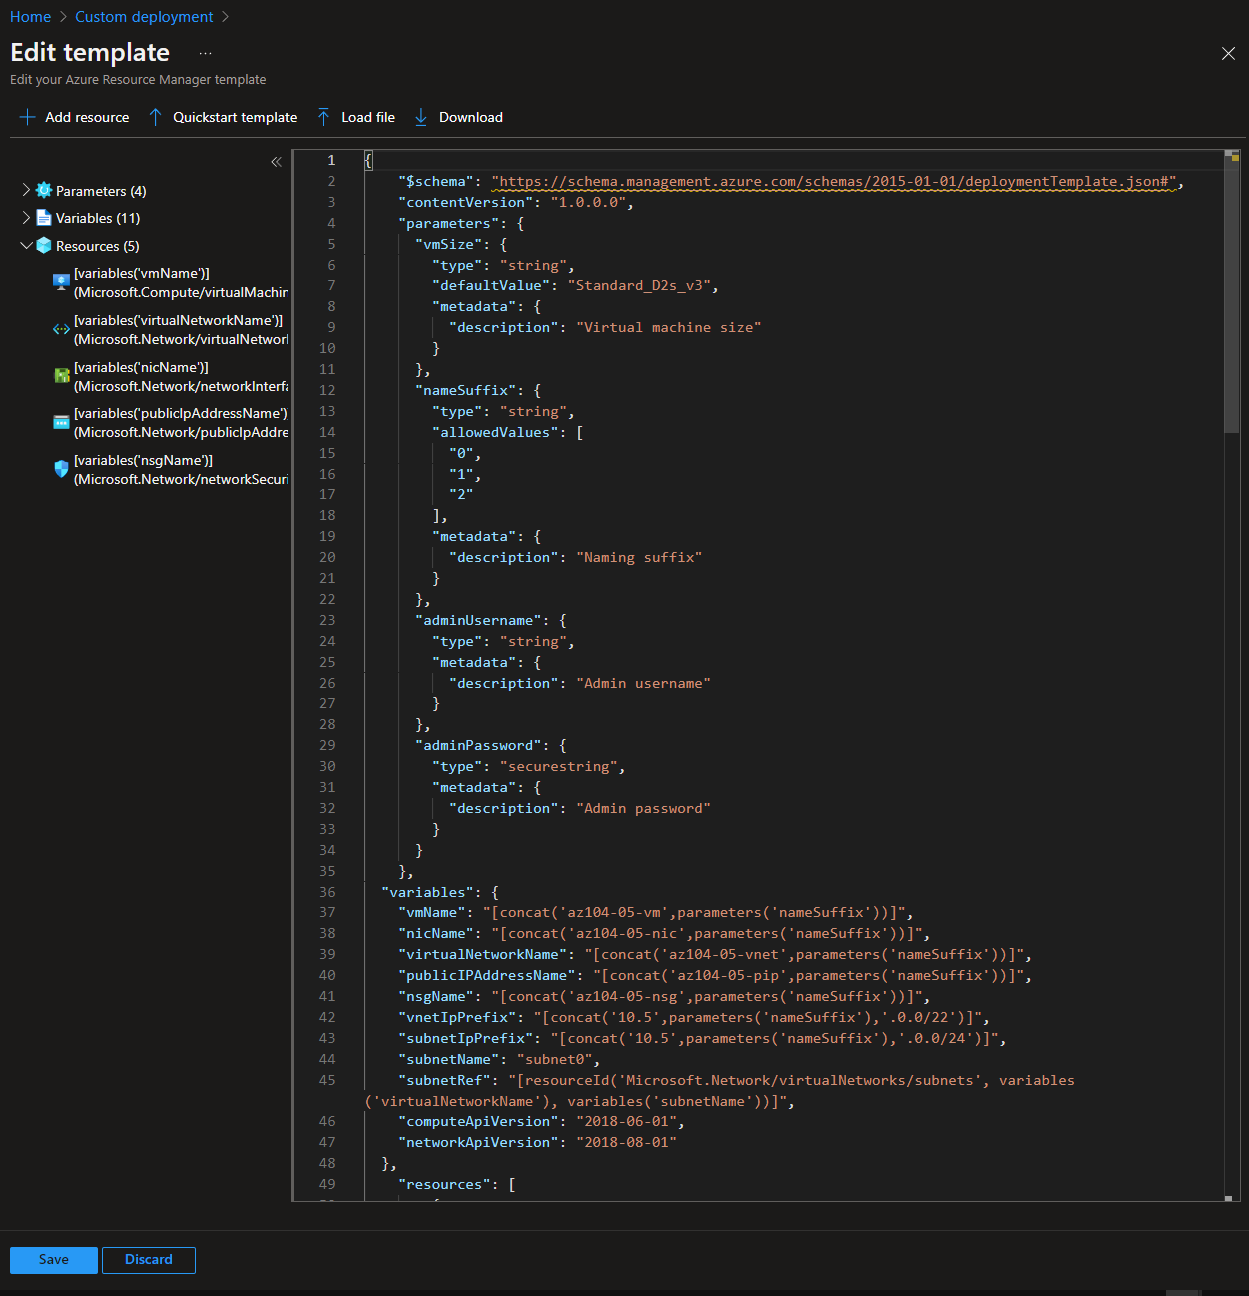 Home > Custom deployment >
Edit template ...
Edit your Azure Resource Manager template
Add resource Quickstart template Load file Download
Parameters (4)
Variables (11)
Resources (5)
[variables('vmName')]
(Microsoft.Compute/virtualMachin
[variables('virtualNetworkName')]
(Microsoft.Network/virtualNetworl
[variables('nicName')]
(Microsoft.Network/networkInterfa
[variables('publicIpAddressName')
(Microsoft.Network/publicIpAddre
[variables('nsgName')]
(Microsoft.Network/networkSecuri
1 {
2 "$schema": "https://schema.management.azure.com/schemas/2015-01-01/deploymentTemplate.json#",
3 "contentVersion": "1.0.0.0",
4 "parameters": {
5 "vmSize": {
6 "type": "string",
7 "defaultValue": "Standard_D2s_v3",
8 "metadata": {
9 "description": "Virtual machine size"
10 }
11 },
12 "nameSuffix": {
13 "type": "string",
14 "allowedValues": [
15 "0",
16 "1",
17 "2"
18 ],
19 "metadata": {
20 "description": "Naming suffix"
21 }
22 },
23 "adminUsername": {
24 "type": "string",
25 "metadata": {
26 "description": "Admin username"
27 }
28 },
29 "adminPassword": {
30 "type": "securestring",
31 "metadata": {
32 "description": "Admin password"
33 }
34 }
35 },
36 "variables": {
37 "vmName": "[concat('az104-05-vm',parameters('nameSuffix'))]",
38 "nicName": "[concat('az104-05-nic',parameters('nameSuffix'))]",
39 "virtualNetworkName": "[concat('az104-05-vnet',parameters('nameSuffix'))]",
40 "publicIPAddressName": "[concat('az104-05-pip',parameters('nameSuffix'))]",
41 "nsgName": "[concat('az104-05-nsg',parameters('nameSuffix'))]",
42 "vnetIpPrefix": "[concat('10.5',parameters('nameSuffix'),'.0.0/22')]",
43 "subnetIpPrefix": "[concat('10.5',parameters('nameSuffix'),'.0.0/24')]",
44 "subnetName": "subnet0",
45 "subnetRef": "[resourceId('Microsoft.Network/virtualNetworks/subnets', variables
('virtualNetworkName'), variables('subnetName'))]",
46 "computeApiVersion": "2018-06-01",
47 "networkApiVersion": "2018-08-01"
48 },
49 "resources": [
Save Discard